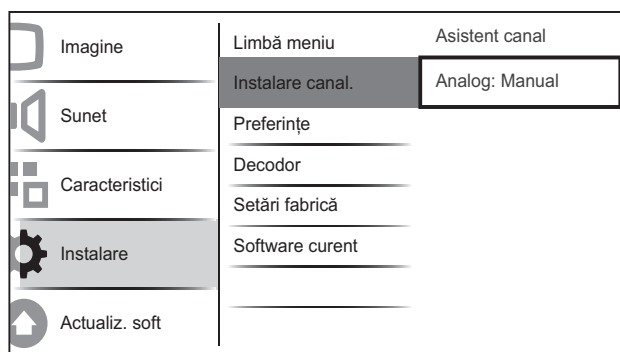 Imagine
Sunet
Caracteristici
Instalare
Actualiz. soft
Limbă meniu
Instalare canal.
Preferințe
Decodor
Setări fabrică
Software curent
Asistent canal
Analog: Manual